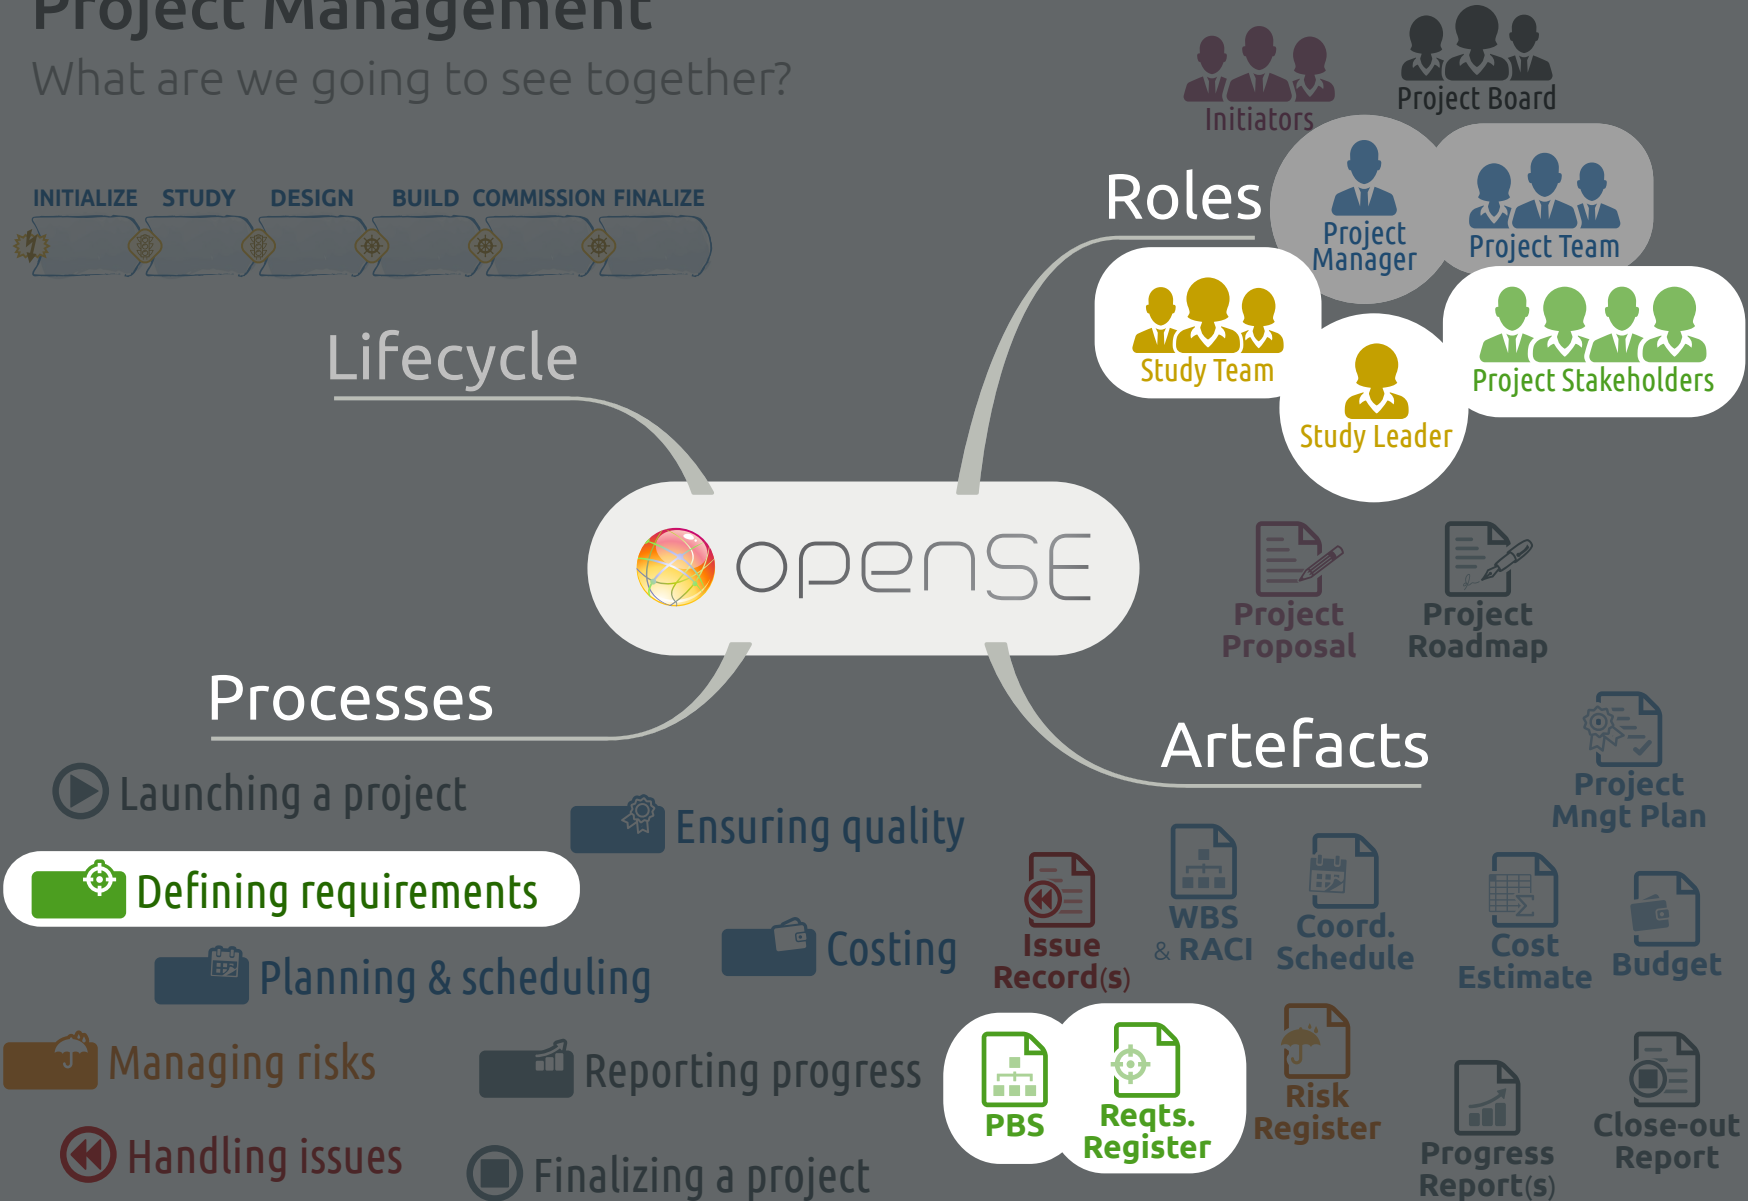 Project Management
What are we going to see together?
Initiators
Project Board
INITIALIZE STUDY DESIGN BUILD COMMISSION FINALIZE
Roles
Project
Manager
Project Team
Study Team
Project Stakeholders
Study Leader
Lifecycle
openSE
Project
Proposal
Project
Roadmap
Processes
Artefacts
Launching a project
Ensuring quality
Defining requirements
Costing
Planning & scheduling
Managing risks
Reporting progress
Handling issues
Finalizing a project
Project
Mngt Plan
Issue
Record(s)
WBS
& RACI
Coord.
Schedule
Cost
Estimate
Budget
PBS
Reqts.
Register
Risk
Register
Progress
Report(s)
Close-out
Report